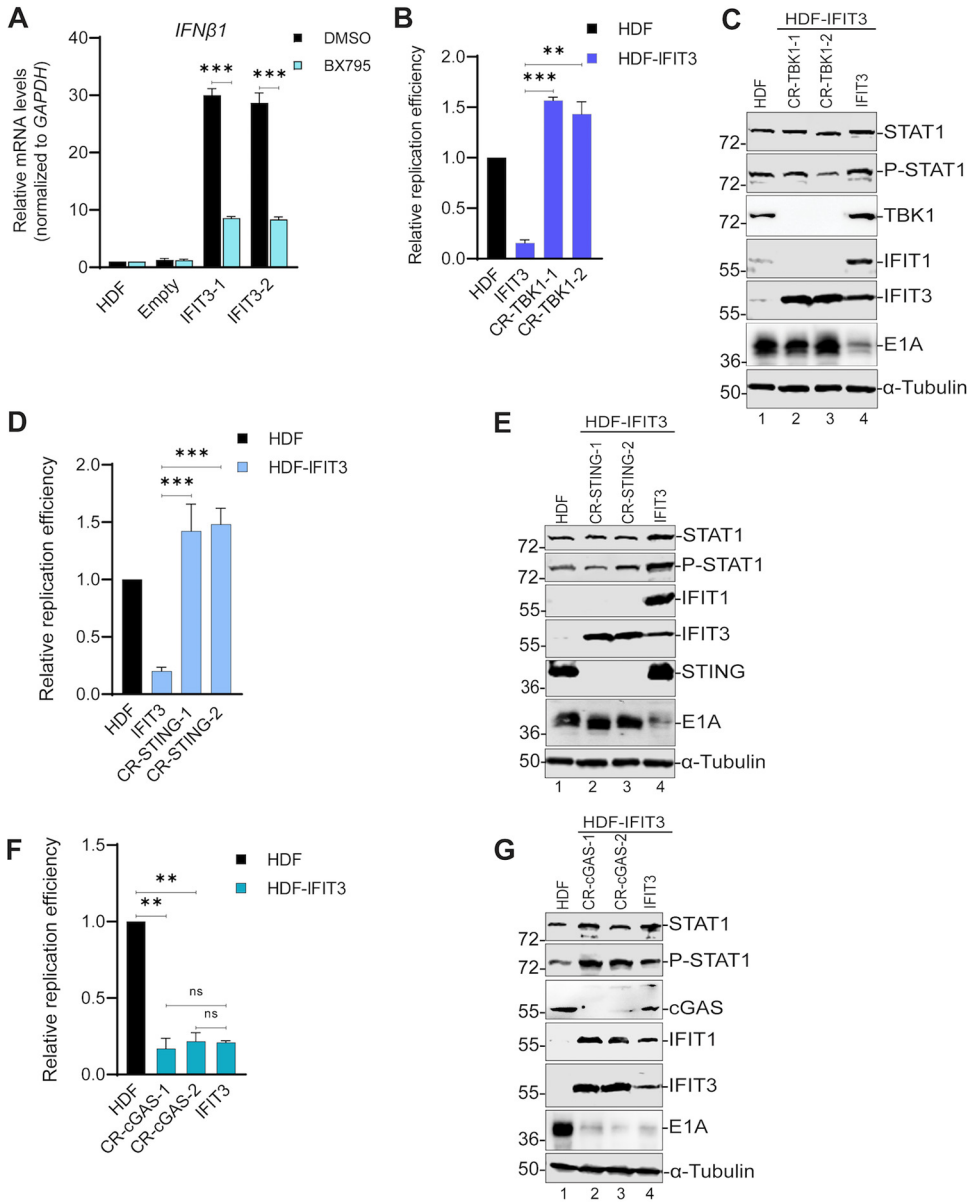 A
IFNβ1
DMSO
BX795
Relative mRNA levels
(normalized to GAPDH)
40
30
20
10
0
***
***
HDF
Empty
IFIT3-1
IFIT3-2
B
HDF
HDF-IFIT3
Relative replication efficiency
2.0
1.5
1.0
0.5
0.0
**
***
HDF
IFIT3
CR-TBK1-1
CR-TBK1-2
C
HDF-IFIT3
HDF
CR-TBK1-1
CR-TBK1-2
IFIT3
72 STAT1
72 P-STAT1
72 TBK1
55 IFIT1
55 IFIT3
36 E1A
50 α-Tubulin
1 2 3 4
D
HDF
HDF-IFIT3
Relative replication efficiency
2.0
1.5
1.0
0.5
0.0
***
***
HDF
IFIT3
CR-STING-1
CR-STING-2
E
HDF-IFIT3
HDF
CR-STING-1
CR-STING-2
IFIT3
72 STAT1
72 P-STAT1
55 IFIT1
55 IFIT3
36 STING
36 E1A
50 α-Tubulin
1 2 3 4
F
HDF
HDF-IFIT3
Relative replication efficiency
1.5
1.0
0.5
0.0
**
**
ns
ns
HDF
CR-cGAS-1
CR-cGAS-2
IFIT3
G
HDF-IFIT3
HDF
CR-cGAS-1
CR-cGAS-2
IFIT3
72 STAT1
72 P-STAT1
55 cGAS
55 IFIT1
55 IFIT3
36 E1A
50 α-Tubulin
1 2 3 4